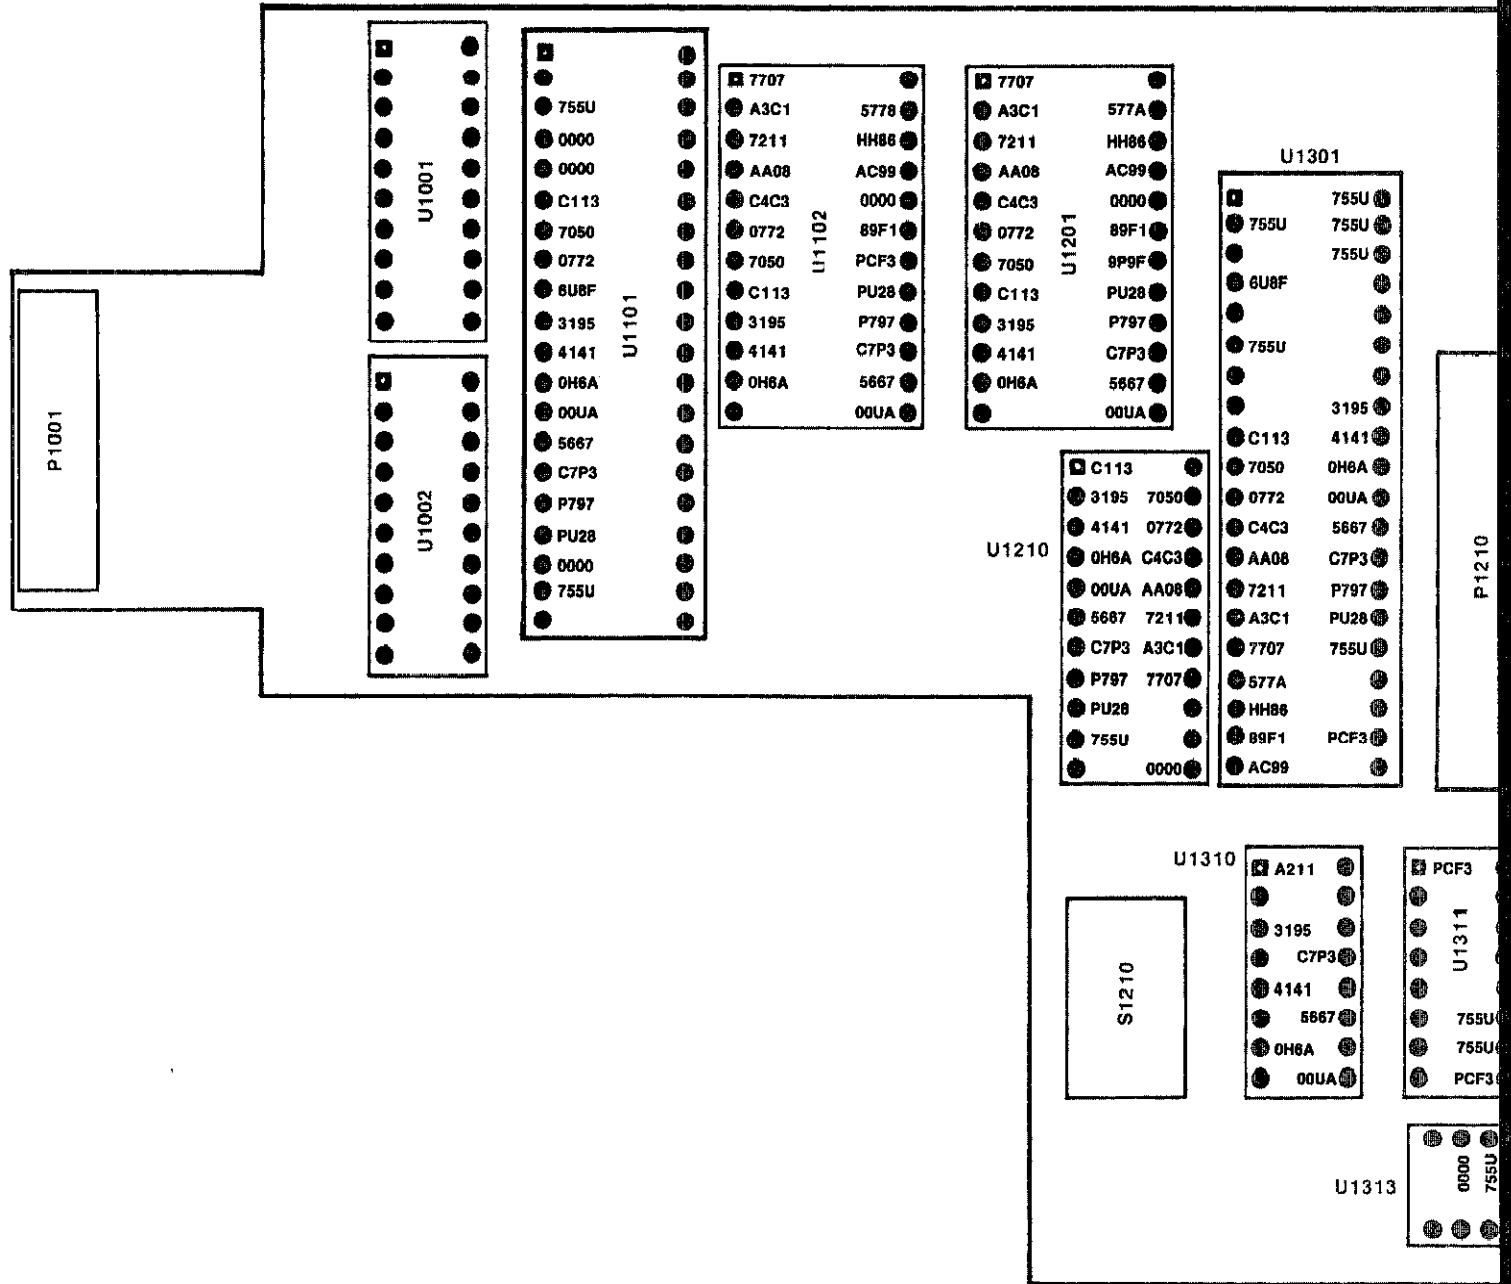 P1001
U1001
U1002
U1101
755U
0000
0000
C113
7050
0772
6U8F
3195
4141
0H6A
00UA
5667
C7P3
P797
PU28
0000
755U
U1102
7707
A3C1 5778
7211 HH86
AA08 AC99
C4C3 0000
0772 89F1
7050 PCF3
C113 PU28
3195 P797
4141 C7P3
0H6A 5667
00UA
U1201
7707
A3C1 577A
7211 HH86
AA08 AC99
C4C3 0000
0772 89F1
7050 9P9F
C113 PU28
3195 P797
4141 C7P3
0H6A 5667
00UA
U1210
C113
3195 7050
4141 0772
0H6A C4C3
00UA AA08
5667 7211
C7P3 A3C1
P797 7707
PU28
755U
0000
U1301
755U
755U 755U
755U
6U8F
755U
3195
C113 4141
7050 0H6A
0772 00UA
C4C3 5667
AA08 C7P3
7211 P797
A3C1 PU28
7707 755U
577A
HH86
89F1 PCF3
AC99
P1210
S1210
U1310
A211
3195
C7P3
4141
5667
0H6A
00UA
U1311
PCF3
755U
755U
PCF3
U1313
0000
755U